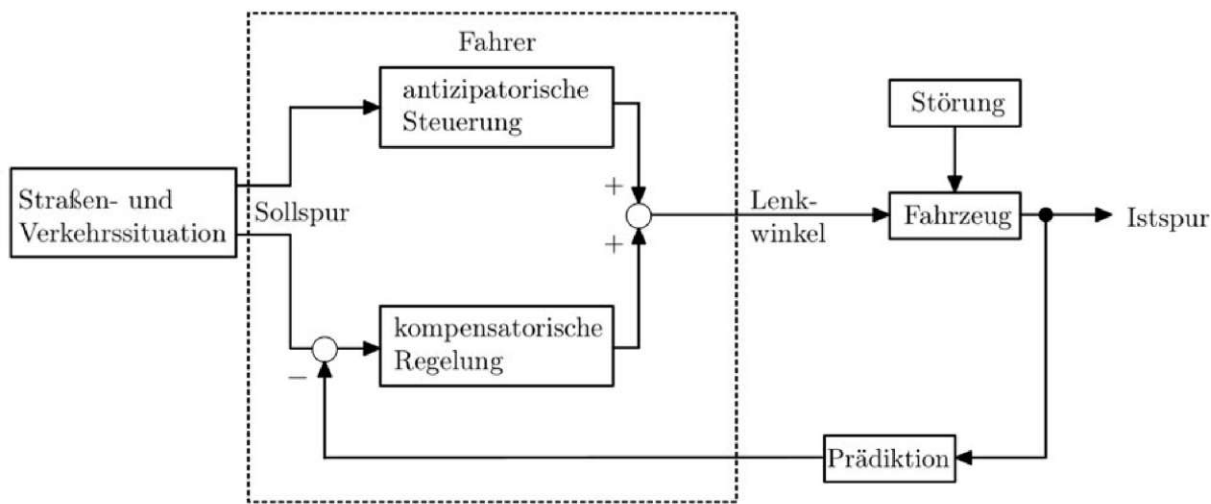 Fahrer
antizipatorische
Steuerung
Störung
Straßen- und
Verkehrssituation
Sollspur
+
+
Lenk-
winkel
Fahrzeug
Istspur
kompensatorische
Regelung
−
Prädiktion